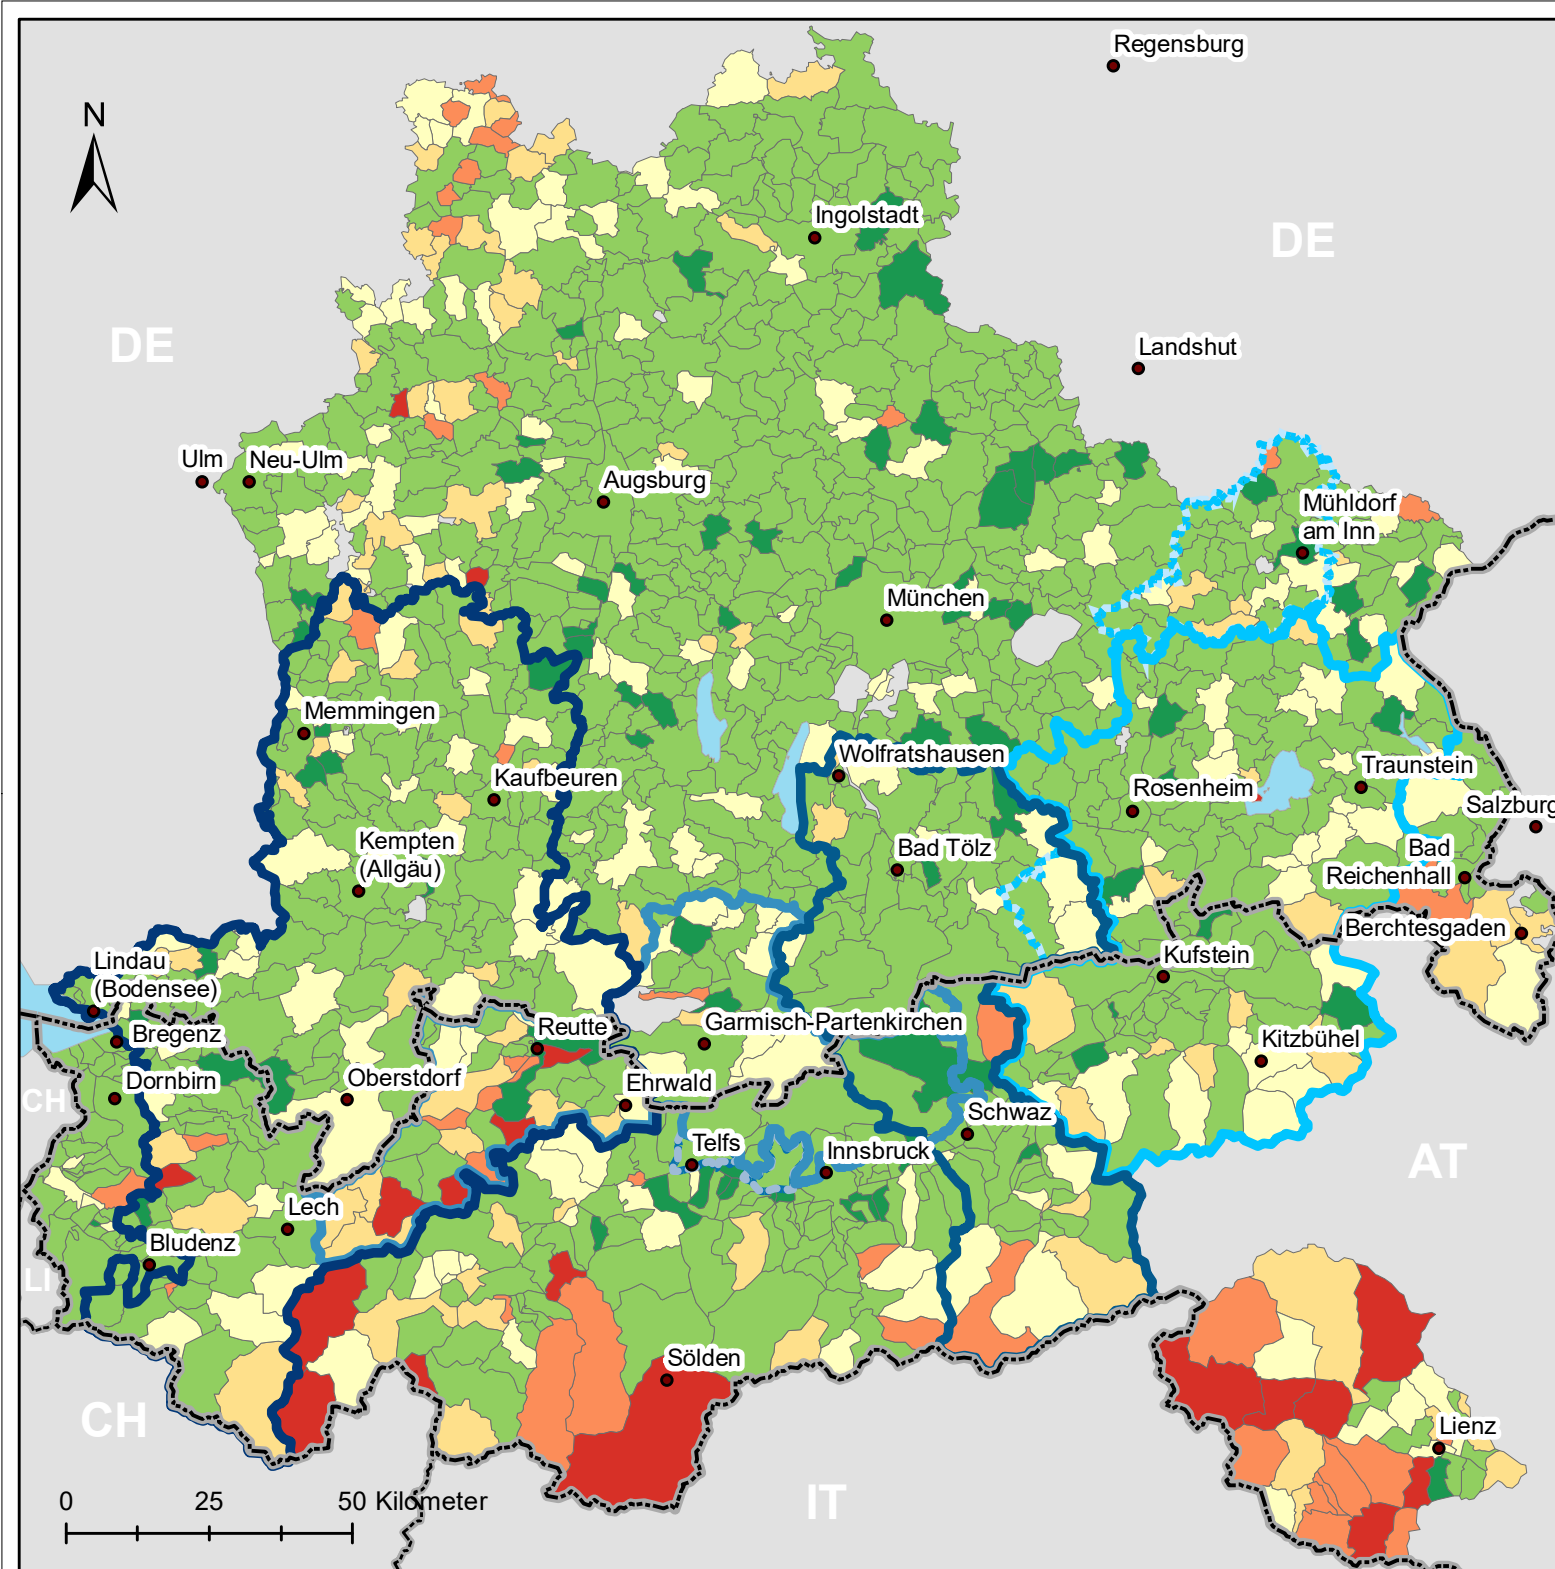 Regensburg
N
Ingolstadt
DE
DE
Landshut
Ulm
Neu-Ulm
Augsburg
Mühldorf
am Inn
München
Memmingen
Wolfratshausen
Kaufbeuren
Rosenheim
Traunstein
Salzburg
Kempten
(Allgäu)
Bad Tölz
Bad
Reichenhall
Berchtesgaden
Kufstein
Lindau
(Bodensee)
Bregenz
Reutte
Garmisch-Partenkirchen
Kitzbühel
Dornbirn
Oberstdorf
Ehrwald
CH
Schwaz
Telfs
Innsbruck
AT
Lech
Bludenz
LI
Sölden
CH
Lienz
IT
0 25 50 Kilometer